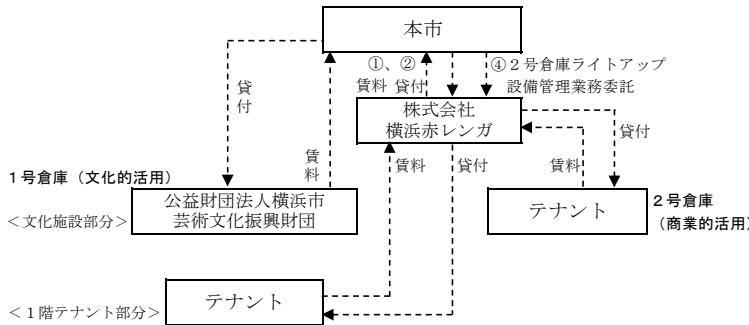 本市
①、②
④２号倉庫ライトアップ
設備管理業務委託
賃料
貸付
貸付
株式会社
横浜赤レンガ
貸付
賃料
賃料
貸付
賃料
１号倉庫（文化的活用）
＜文化施設部分＞
公益財団法人横浜市
芸術文化振興財団
テナント
２号倉庫
（商業的活用）
＜１階テナント部分＞
テナント